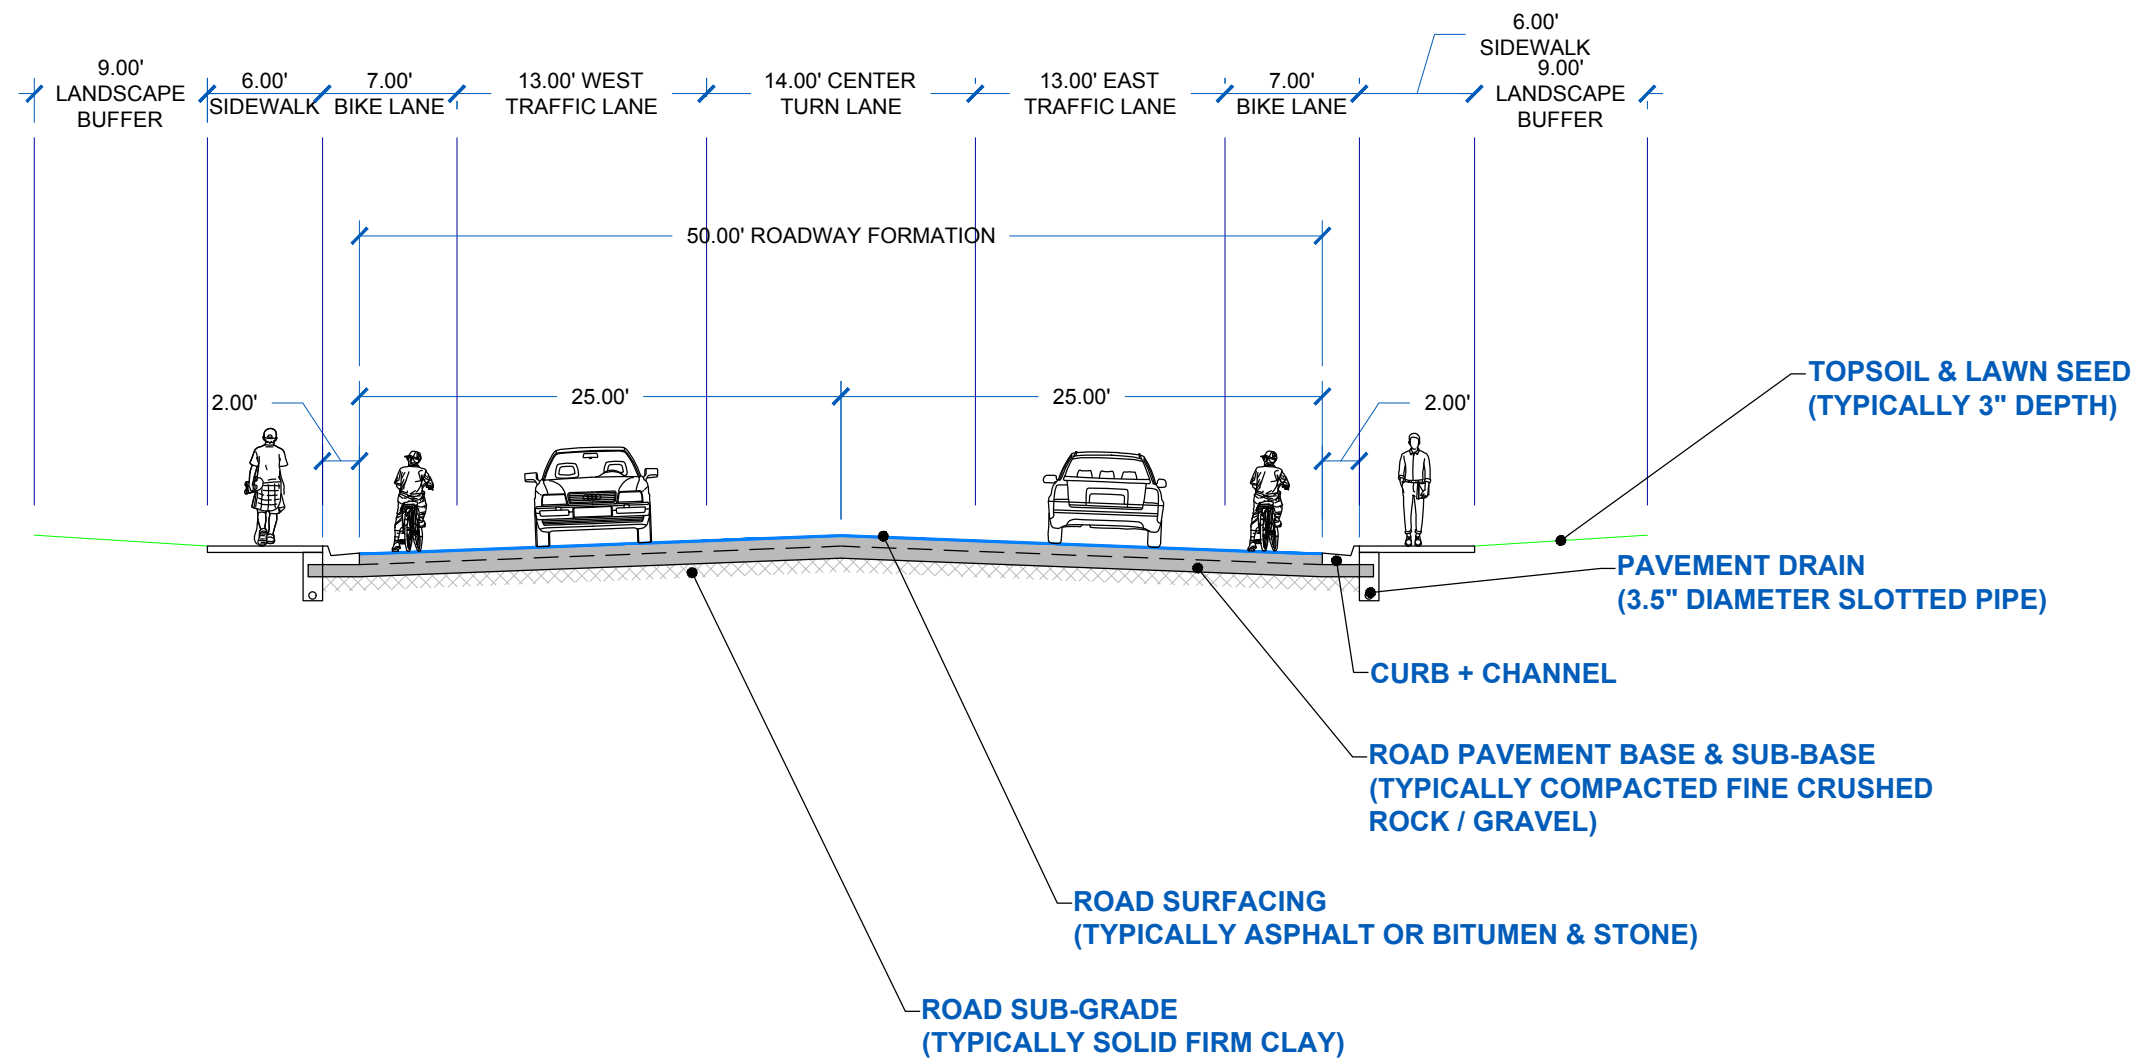 9.00'
LANDSCAPE
BUFFER
6.00'
SIDEWALK
7.00'
BIKE LANE
13.00' WEST
TRAFFIC LANE
14.00' CENTER
TURN LANE
13.00' EAST
TRAFFIC LANE
7.00'
BIKE LANE
6.00'
SIDEWALK
9.00'
LANDSCAPE
BUFFER
50.00' ROADWAY FORMATION
2.00'
25.00'
25.00'
2.00'
TOPSOIL & LAWN SEED
(TYPICALLY 3" DEPTH)
PAVEMENT DRAIN
(3.5" DIAMETER SLOTTED PIPE)
CURB + CHANNEL
ROAD PAVEMENT BASE & SUB-BASE
(TYPICALLY COMPACTED FINE CRUSHED
ROCK / GRAVEL)
ROAD SURFACING
(TYPICALLY ASPHALT OR BITUMEN & STONE)
ROAD SUB-GRADE
(TYPICALLY SOLID FIRM CLAY)